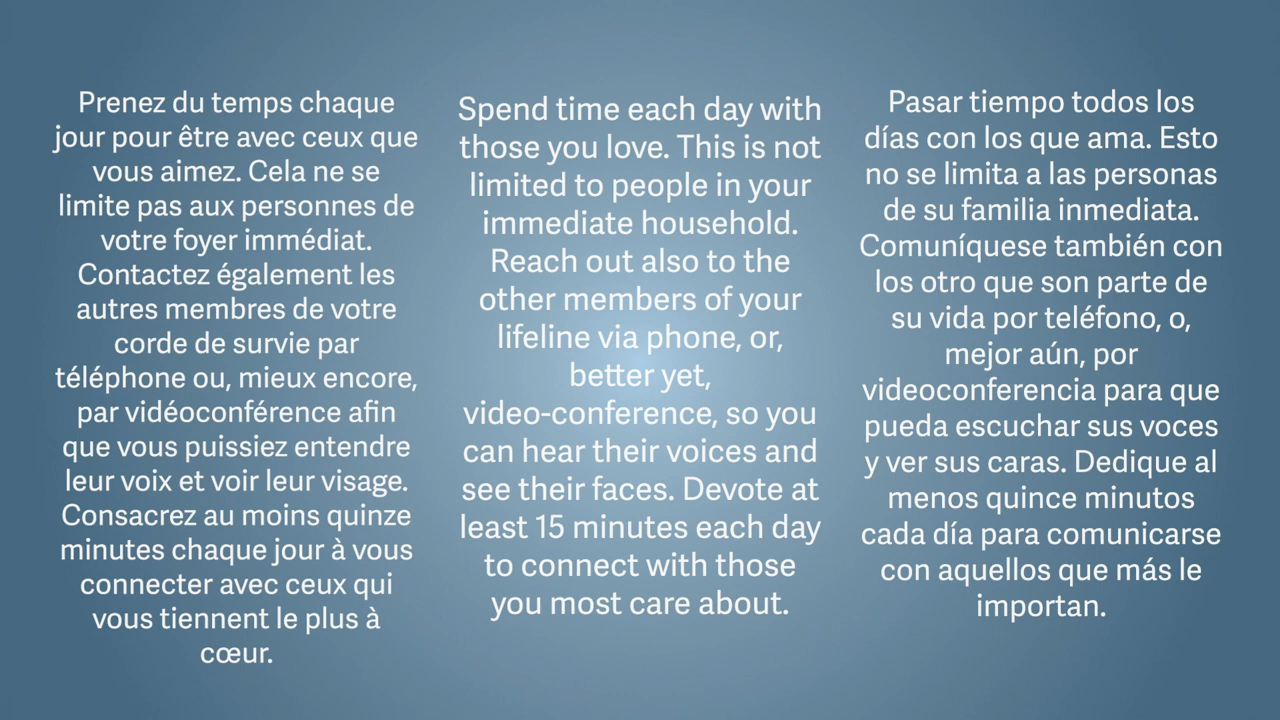 Prenez du temps chaque
jour pour être avec ceux que
vous aimez. Cela ne se
limite pas aux personnes de
votre foyer immédiat.
Contactez également les
autres membres de votre
corde de survie par
téléphone ou, mieux encore,
par vidéoconférence afin
que vous puissiez entendre
leur voix et voir leur visage.
Consacrez au moins quinze
minutes chaque jour à vous
connecter avec ceux qui
vous tiennent le plus à
cœur.
Spend time each day with
those you love. This is not
limited to people in your
immediate household.
Reach out also to the
other members of your
lifeline via phone, or,
better yet,
video-conference, so you
can hear their voices and
see their faces. Devote at
least 15 minutes each day
to connect with those
you most care about.
Pasar tiempo todos los
días con los que ama. Esto
no se limita a las personas
de su familia inmediata.
Comuníquese también con
los otro que son parte de
su vida por teléfono, o,
mejor aún, por
videoconferencia para que
pueda escuchar sus voces
y ver sus caras. Dedique al
menos quince minutos
cada día para comunicarse
con aquellos que más le
importan.